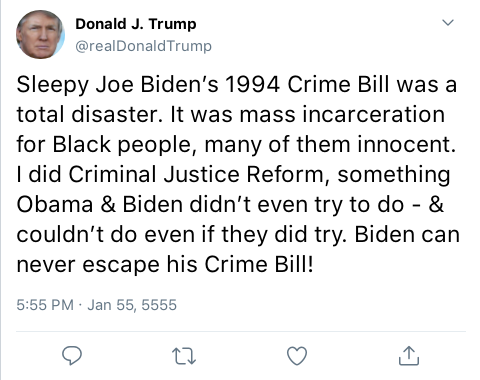 Donald J. Trump
@realDonaldTrump
Sleepy Joe Biden’s 1994 Crime Bill was a
total disaster. It was mass incarceration
for Black people, many of them innocent.
I did Criminal Justice Reform, something
Obama & Biden didn’t even try to do - &
couldn’t do even if they did try. Biden can
never escape his Crime Bill!
5:55 PM · Jan 55, 5555